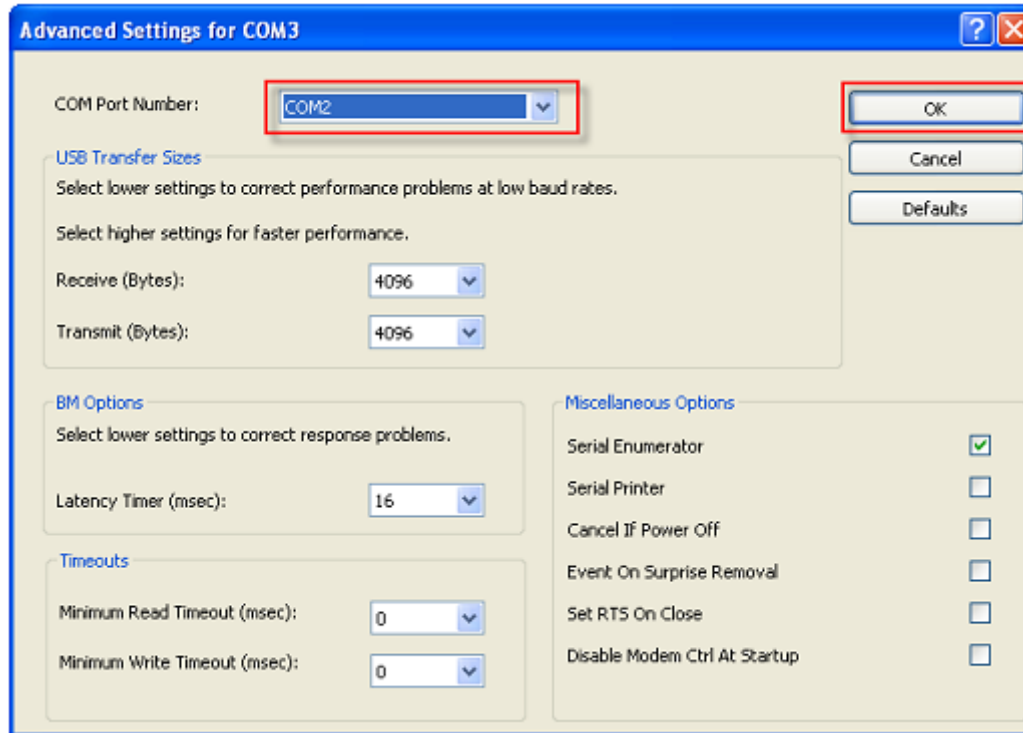 Advanced Settings for COM3
COM Port Number:
COM2
OK
USB Transfer Sizes
Cancel
Select lower settings to correct performance problems at low baud rates.
Defaults
Select higher settings for faster performance.
Receive (Bytes):
4096
Transmit (Bytes):
4096
BM Options
Select lower settings to correct response problems.
Latency Timer (msec):
16
Timeouts
Minimum Read Timeout (msec):
0
Minimum Write Timeout (msec):
0
Miscellaneous Options
Serial Enumerator
Serial Printer
Cancel If Power Off
Event On Surprise Removal
Set RTS On Close
Disable Modem Ctrl At Startup